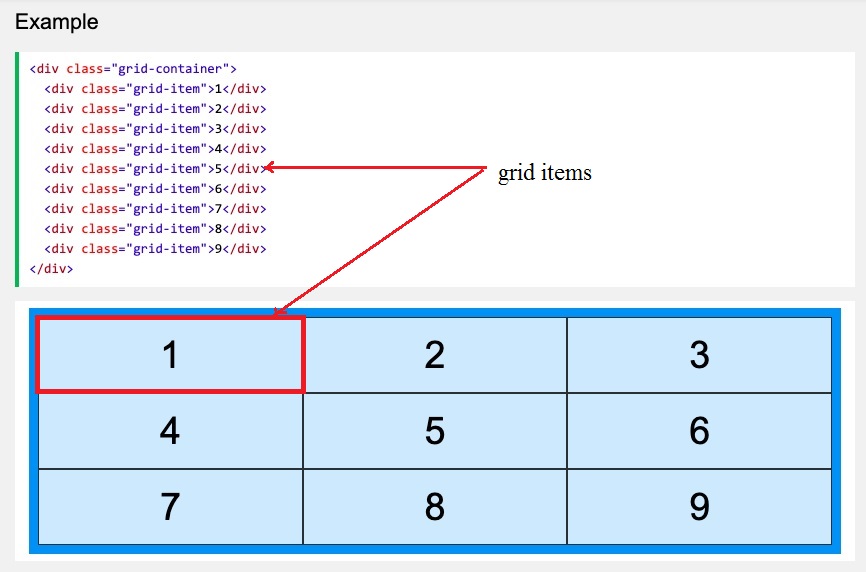 Example
<div class="grid-container">
<div class="grid-item">1</div>
<div class="grid-item">2</div>
<div class="grid-item">3</div>
<div class="grid-item">4</div>
<div class="grid-item">5</div>
grid items
<div class="grid-item">6</div>
<div class="grid-item">7</div>
<div class="grid-item">8</div>
<div class="grid-item">9</div>
</div>
1 2 3
4 5 6
7 8 9